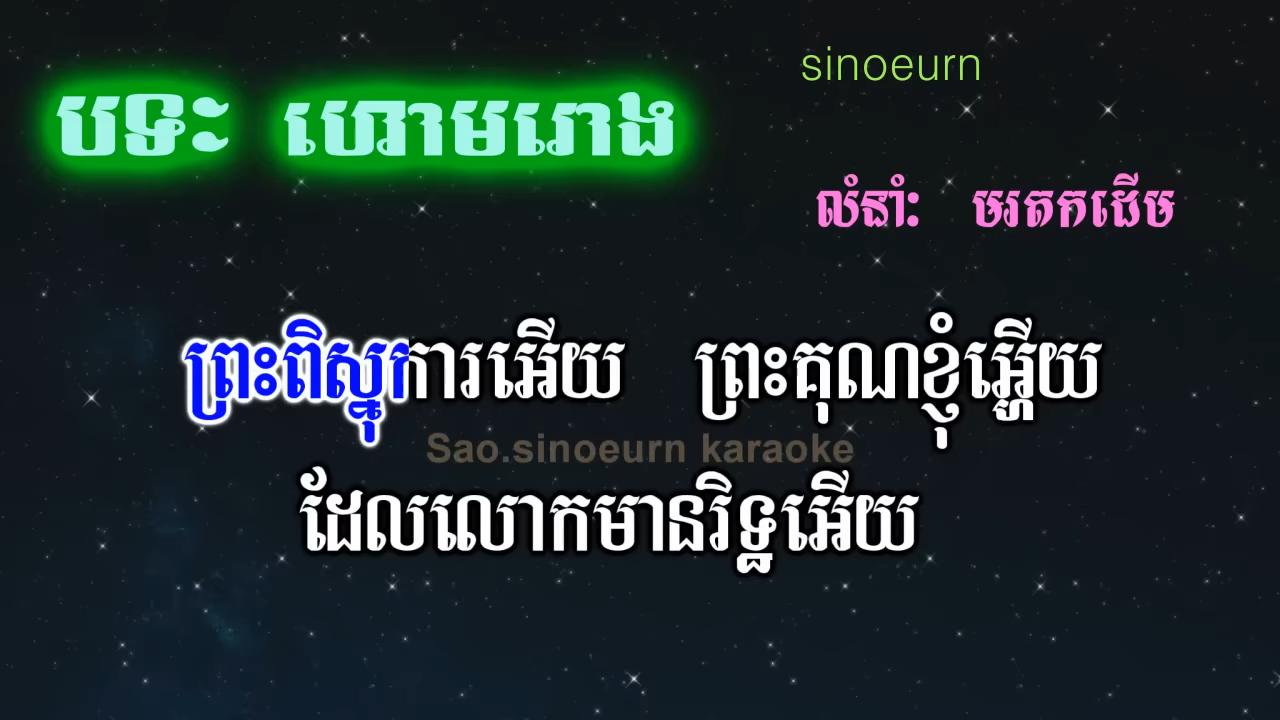 sinoeurn
បទះ ហោមរោង
លំនាំះ មរតកដើម
ព្រះពិស្នុការអើយ ព្រះគុណខ្ញុំអ្ហើយ
Sao.sinoeurn karaoke
ដែលលោកមានរិទ្ធអើយ